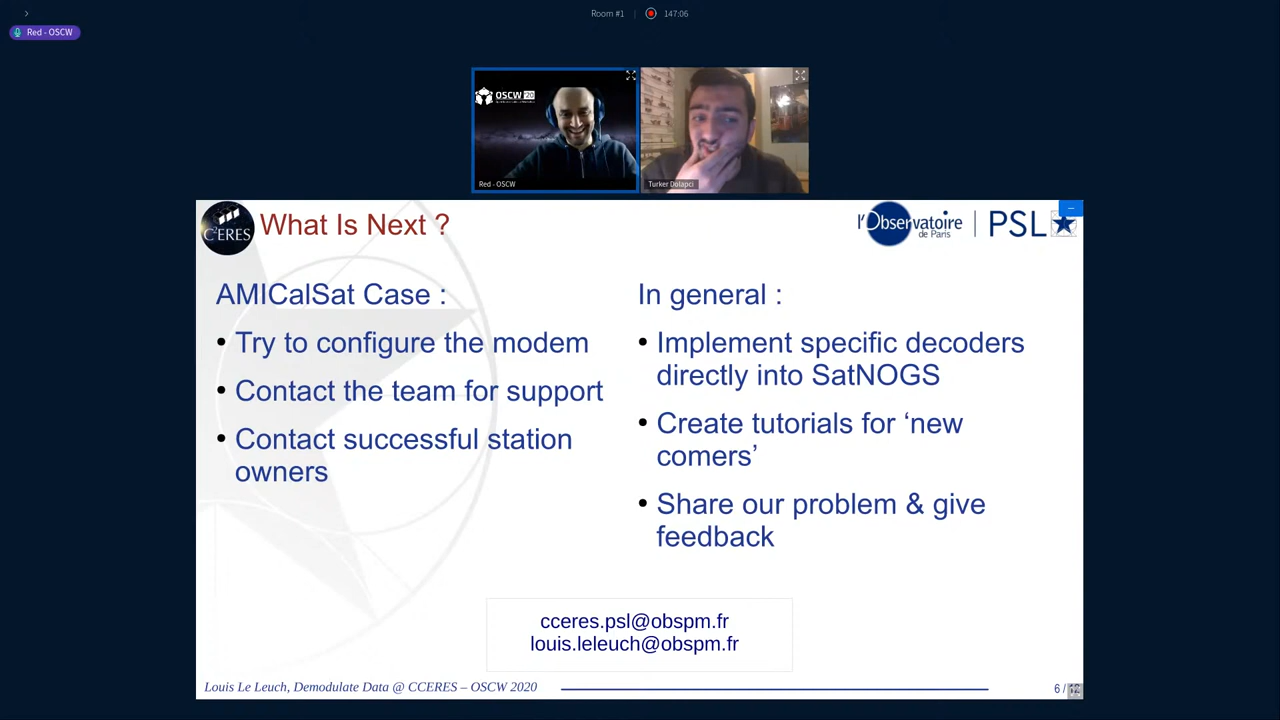 Room #1 | 147:06
Red - OSCW
OSCW '20
Red - OSCW
Turker Dolapci
C²ERES
What Is Next ?
l'Observatoire
de Paris
PSL
AMICalSat Case :
• Try to configure the modem
• Contact the team for support
• Contact successful station
owners
In general :
• Implement specific decoders
directly into SatNOGS
• Create tutorials for ‘new
comers’
• Share our problem & give
feedback
cceres.psl@obspm.fr
louis.leleuch@obspm.fr
Louis Le Leuch, Demodulate Data @ CCERES – OSCW 2020
6 /